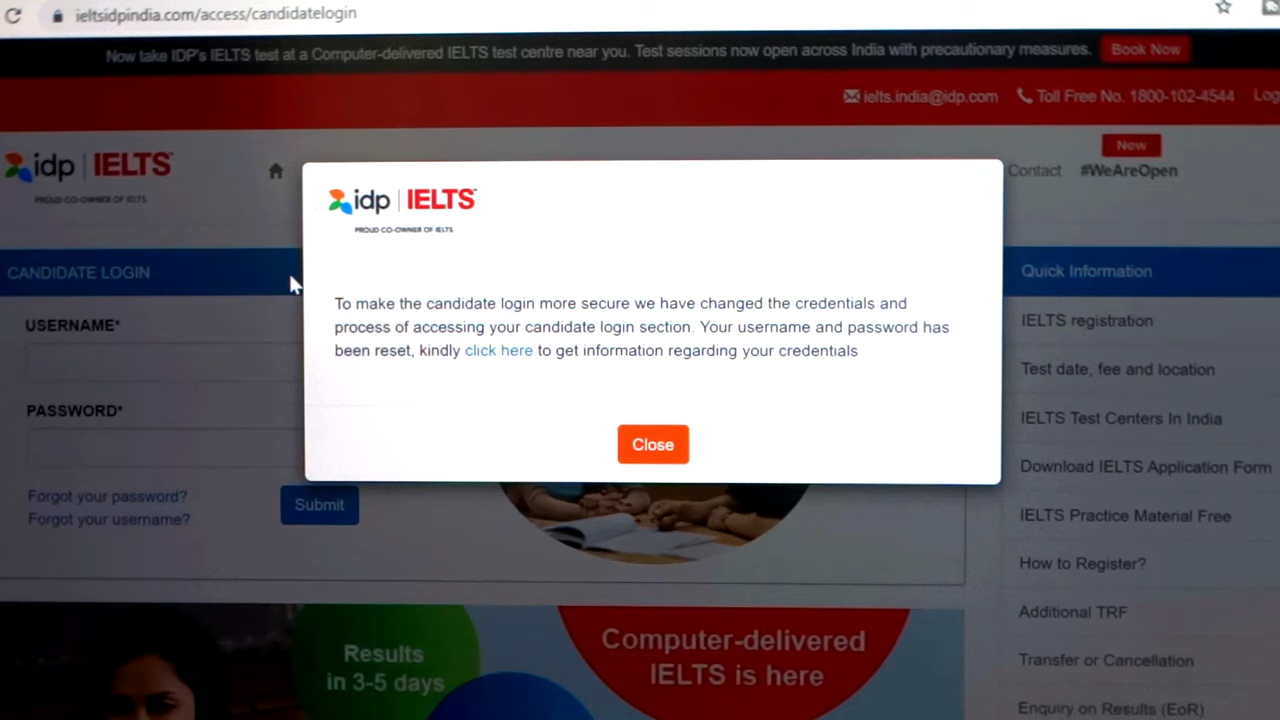 ieltsidpindia.com/access/candidatelogin
Now take IDP's IELTS test at a Computer-delivered IELTS test centre near you. Test sessions now open across India with precautionary measures. Book Now
ielts.india@idp.com Toll Free No. 1800-102-4544 Log
idp IELTS
PROUD CO-OWNER OF IELTS
Now
Contact #WeAreOpen
idp IELTS
PROUD CO-OWNER OF IELTS
To make the candidate login more secure we have changed the credentials and
process of accessing your candidate login section. Your username and password has
been reset, kindly click here to get information regarding your credentials
Close
CANDIDATE LOGIN
USERNAME*
PASSWORD*
Forgot your password?
Forgot your username?
Submit
Quick Information
IELTS registration
Test date, fee and location
IELTS Test Centers In India
Download IELTS Application Form
IELTS Practice Material Free
How to Register?
Additional TRF
Transfer or Cancellation
Enquiry on Results (EoR)
Results
in 3-5 days
Computer-delivered
IELTS is here